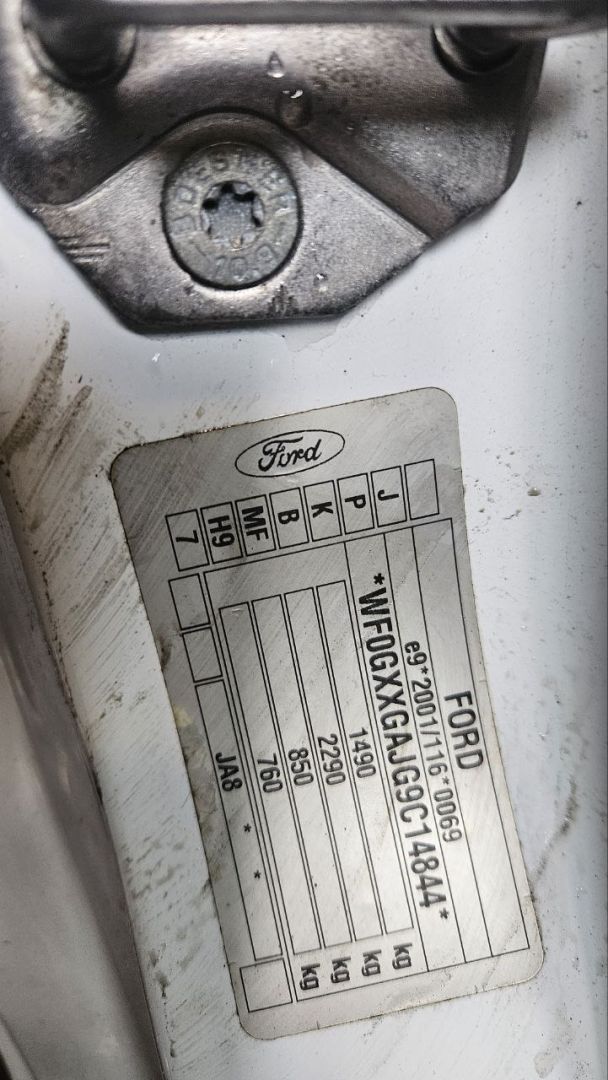 Ford
FORD
e9*2001/116*0069
*WF0GXXGAJG9C14844*
1490 kg
2290 kg
850 kg
760 kg
JA8 * *
J
P
K
B
MF
H9
7